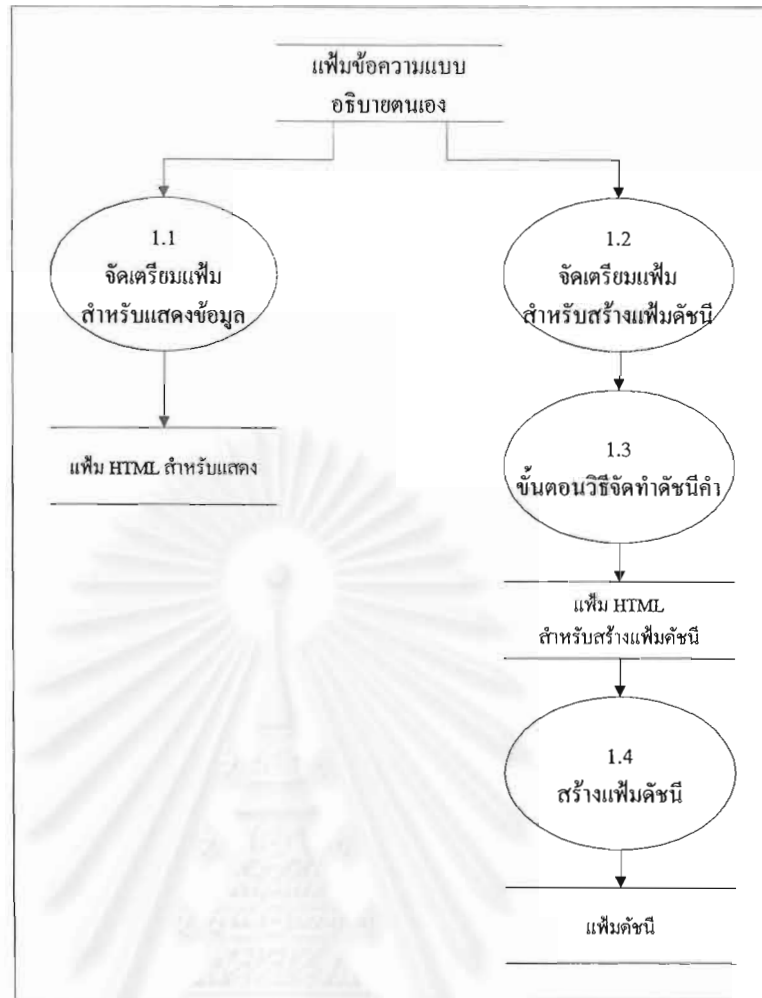 แฟ้มข้อความแบบ
อธิบายตนเอง
1.1
จัดเตรียมแฟ้ม
สำหรับแสดงข้อมูล
แฟ้ม HTML สำหรับแสดง
1.2
จัดเตรียมแฟ้ม
สำหรับสร้างแฟ้มดัชนี
1.3
ขั้นตอนวิธีจัดทำดัชนีคำ
แฟ้ม HTML
สำหรับสร้างแฟ้มดัชนี
1.4
สร้างแฟ้มดัชนี
แฟ้มดัชนี